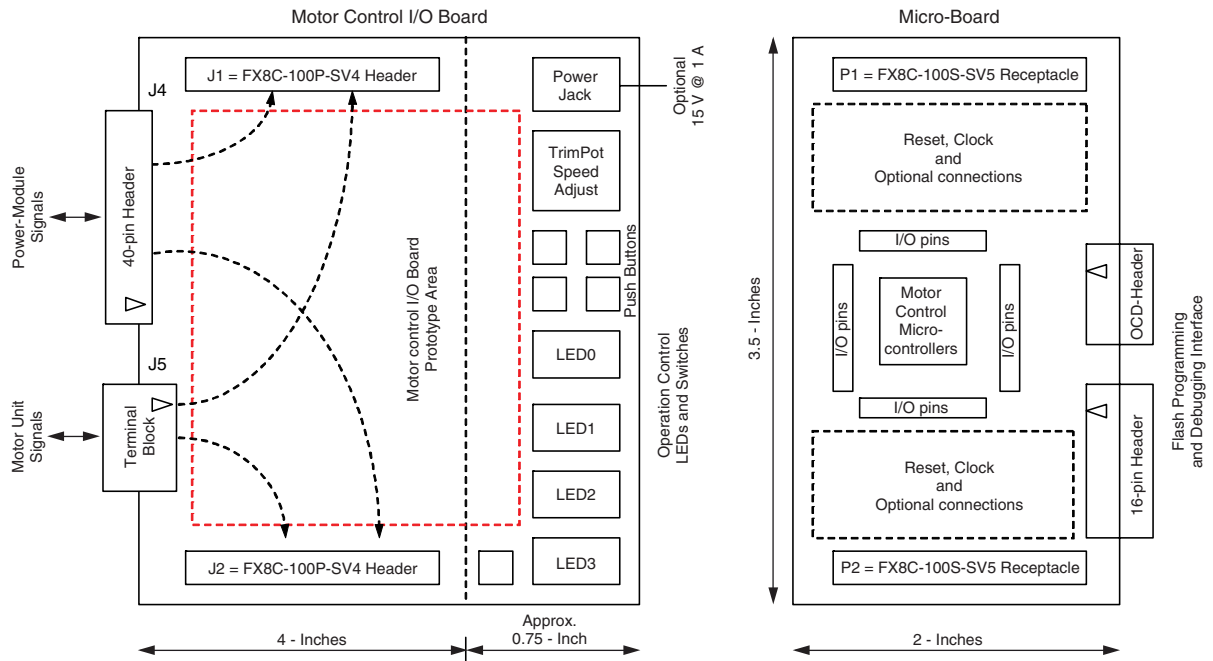 Motor Control I/O Board
J1 = FX8C-100P-SV4 Header
J4
40-pin Header
Power-Module
Signals
J5
Terminal
Block
Motor Unit
Signals
Motor control I/O Board
Prototype Area
J2 = FX8C-100P-SV4 Header
Power
Jack
Optional
15 V @ 1 A
TrimPot
Speed
Adjust
Push Buttons
LED0
LED1
LED2
LED3
Operation Control
LEDs and Switches
4 - Inches
Approx.
0.75 - Inch
Micro-Board
3.5 - Inches
P1 = FX8C-100S-SV5 Receptacle
Reset, Clock
and
Optional connections
I/O pins
I/O pins
Motor
Control
Micro-
controllers
I/O pins
I/O pins
Reset, Clock
and
Optional connections
P2 = FX8C-100S-SV5 Receptacle
OCD-Header
16-pin Header
Flash Programming
and Debugging Interface
2 - Inches